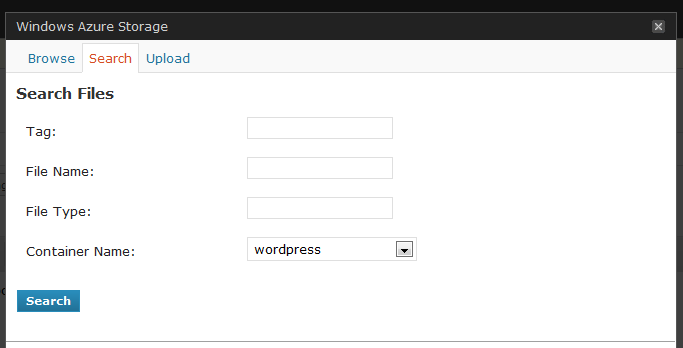 Windows Azure Storage
Browse Search Upload
Search Files
Tag:
File Name:
File Type:
Container Name: wordpress
Search